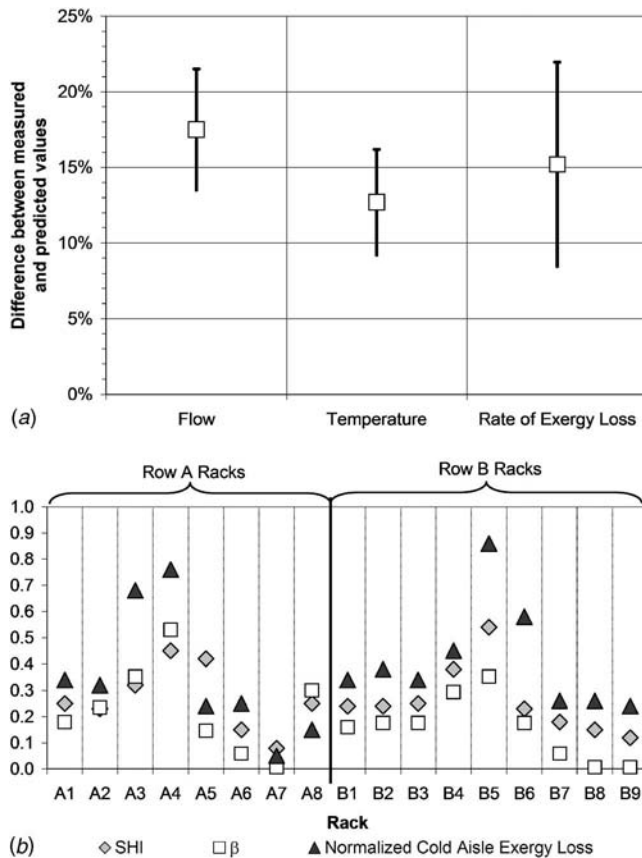 25%
20%
15%
10%
5%
0%
Difference between measured
and predicted values
(a)
Flow Temperature Rate of Exergy Loss
Row A Racks Row B Racks
1.0
0.9
0.8
0.7
0.6
0.5
0.4
0.3
0.2
0.1
0.0
A1 A2 A3 A4 A5 A6 A7 A8 B1 B2 B3 B4 B5 B6 B7 B8 B9
Rack
(b) SHI β Normalized Cold Aisle Exergy Loss